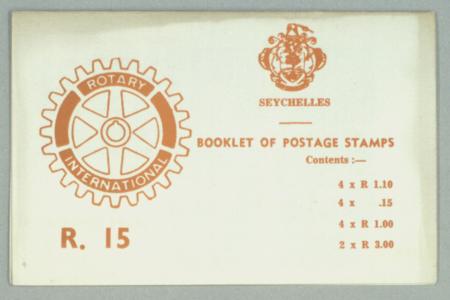 ROTARY
INTERNATIONAL
R. 15
SEYCHELLES
BOOKLET OF POSTAGE STAMPS
Contents :—
4 x R 1.10
4 x .15
4 x R 1.00
2 x R 3.00